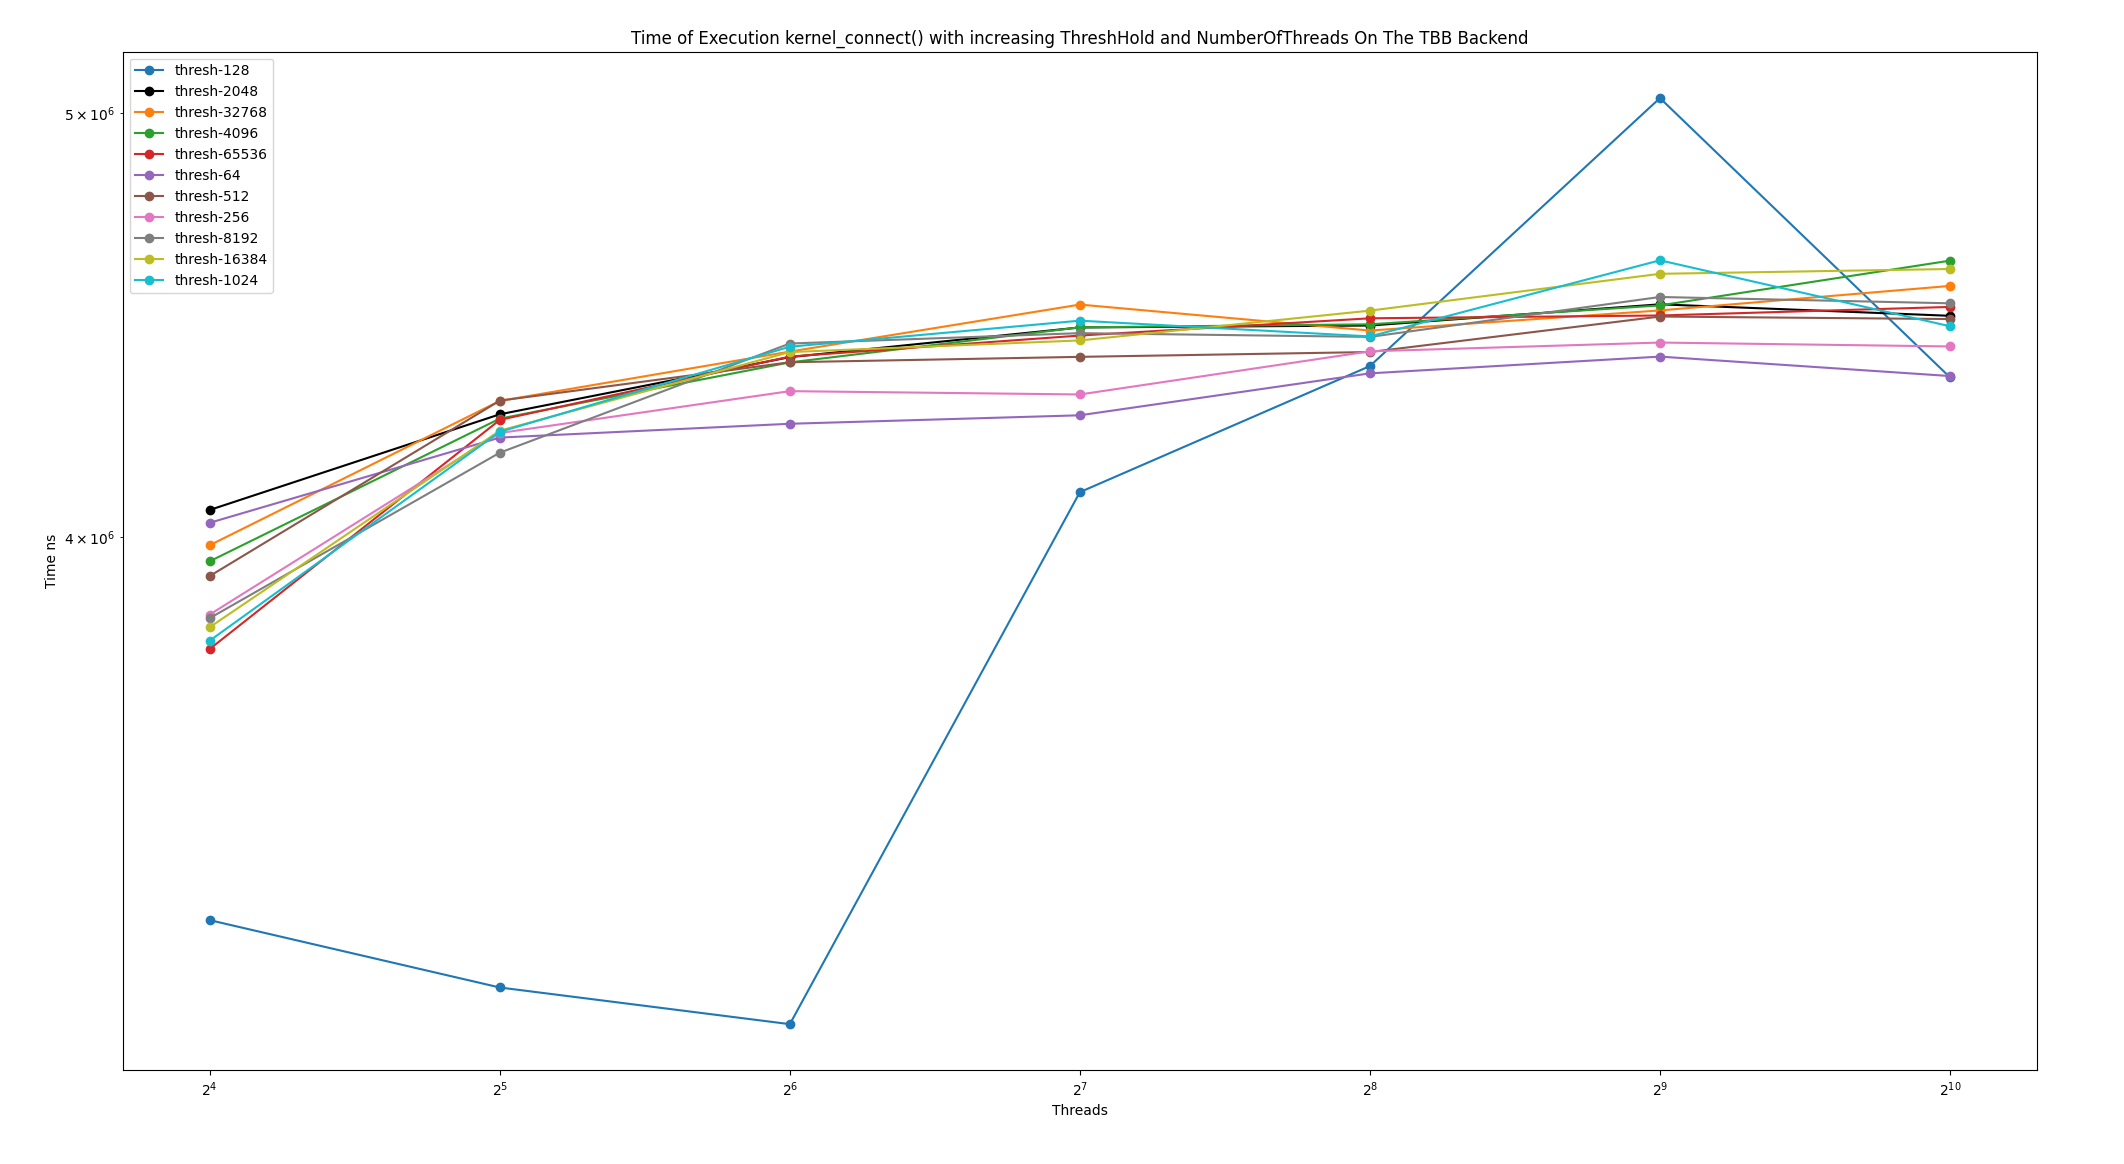 Time of Execution kernel_connect() with increasing ThreshHold and NumberOfThreads On The TBB Backend
thresh-128
thresh-2048
thresh-32768
thresh-4096
thresh-65536
thresh-64
thresh-512
thresh-256
thresh-8192
thresh-16384
thresh-1024
5 × 10⁶
4 × 10⁶
Time ns
2⁴ 2⁵ 2⁶ 2⁷ 2⁸ 2⁹ 2¹⁰
Threads